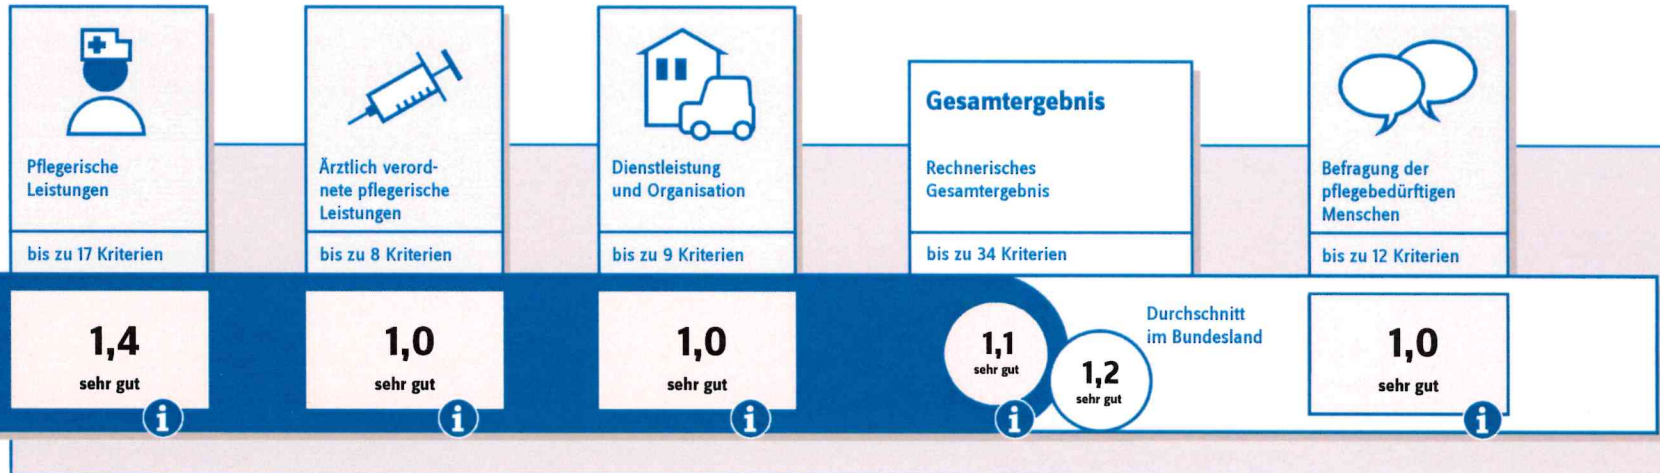 Pflegerische
Leistungen
bis zu 17 Kriterien
1,4
sehr gut
i
Ärztlich verord-
nete pflegerische
Leistungen
bis zu 8 Kriterien
1,0
sehr gut
i
Dienstleistung
und Organisation
bis zu 9 Kriterien
1,0
sehr gut
i
Gesamtergebnis
Rechnerisches
Gesamtergebnis
bis zu 34 Kriterien
1,1
sehr gut
i
1,2
sehr gut
Durchschnitt
im Bundesland
Befragung der
pflegebedürftigen
Menschen
bis zu 12 Kriterien
1,0
sehr gut
i